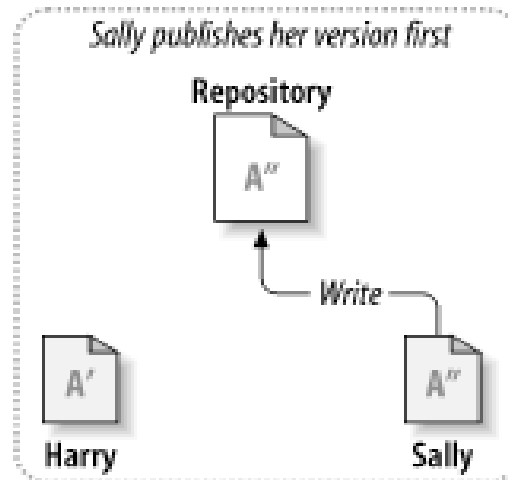 Sally publishes her version first
Repository
A″
Write
A′
A″
Harry
Sally